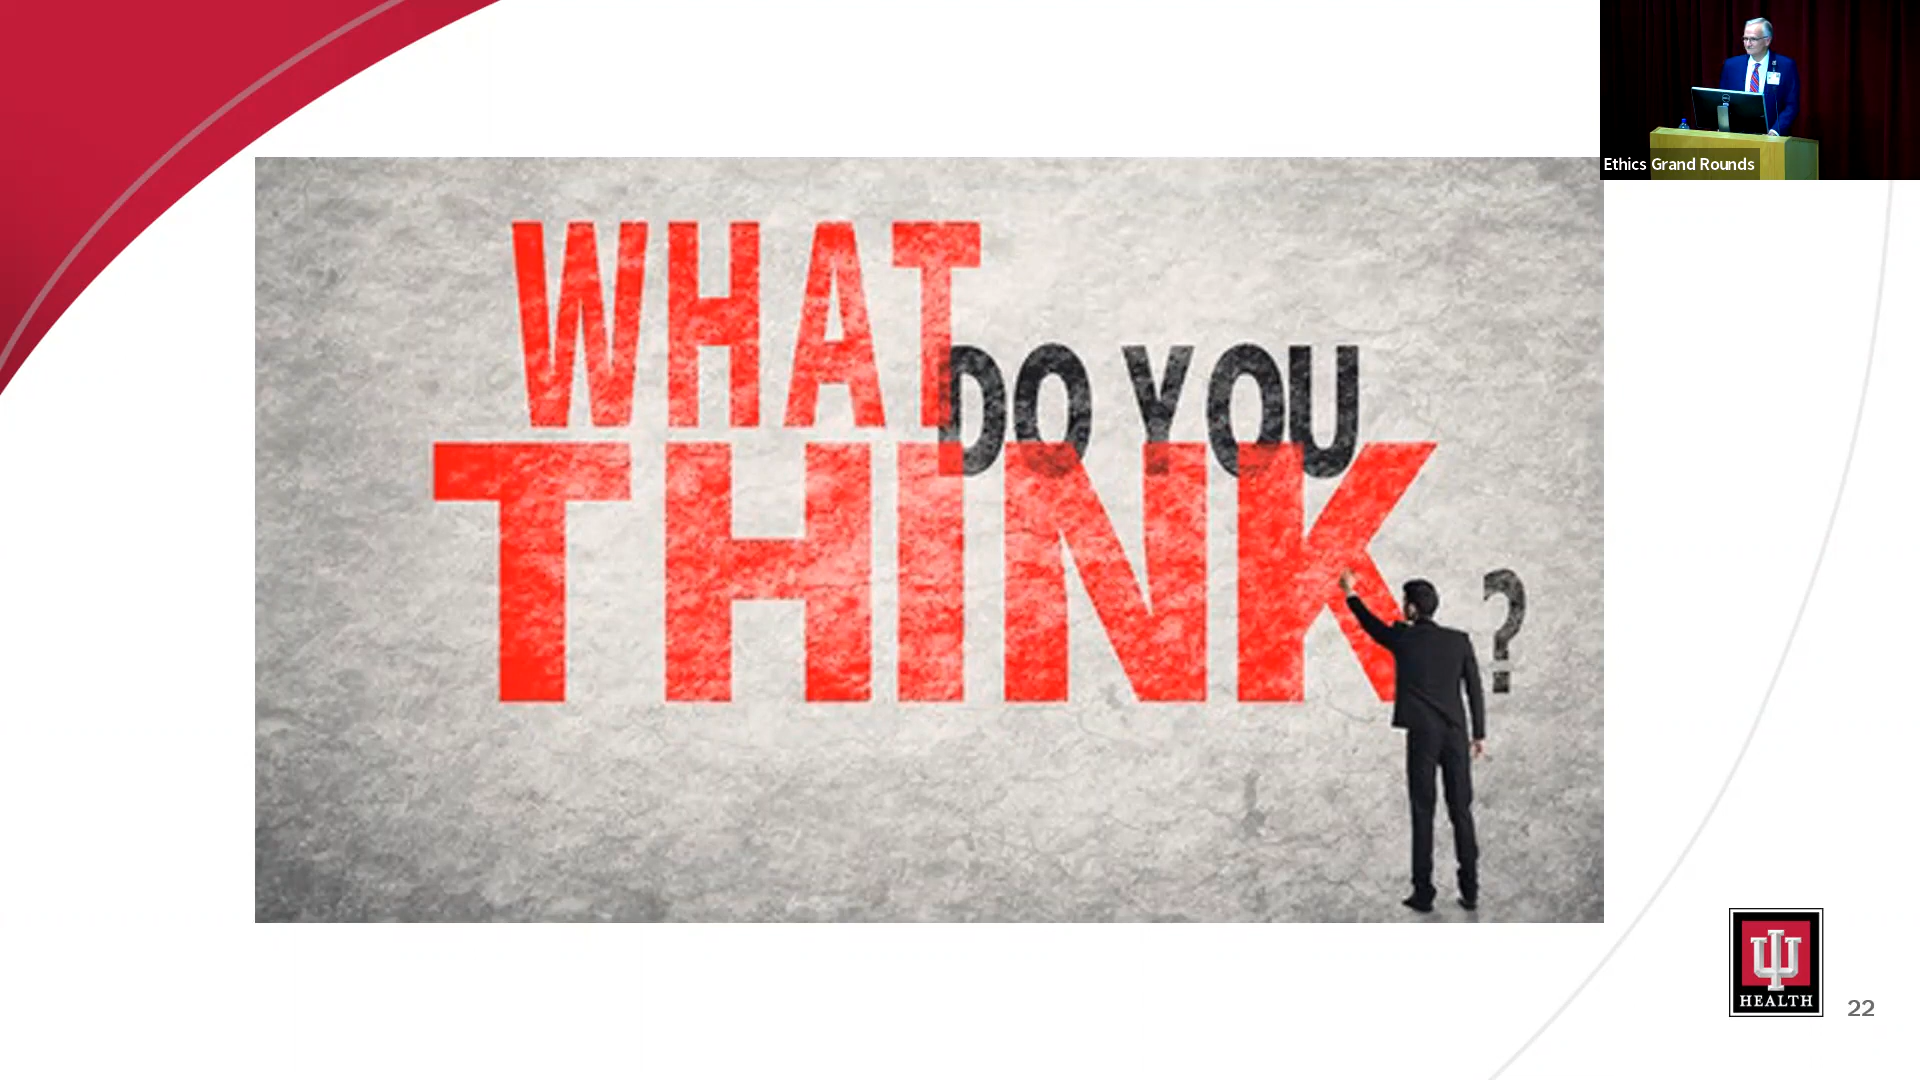 Ethics Grand Rounds
WHAT
DO YOU
THINK
?
HEALTH
22